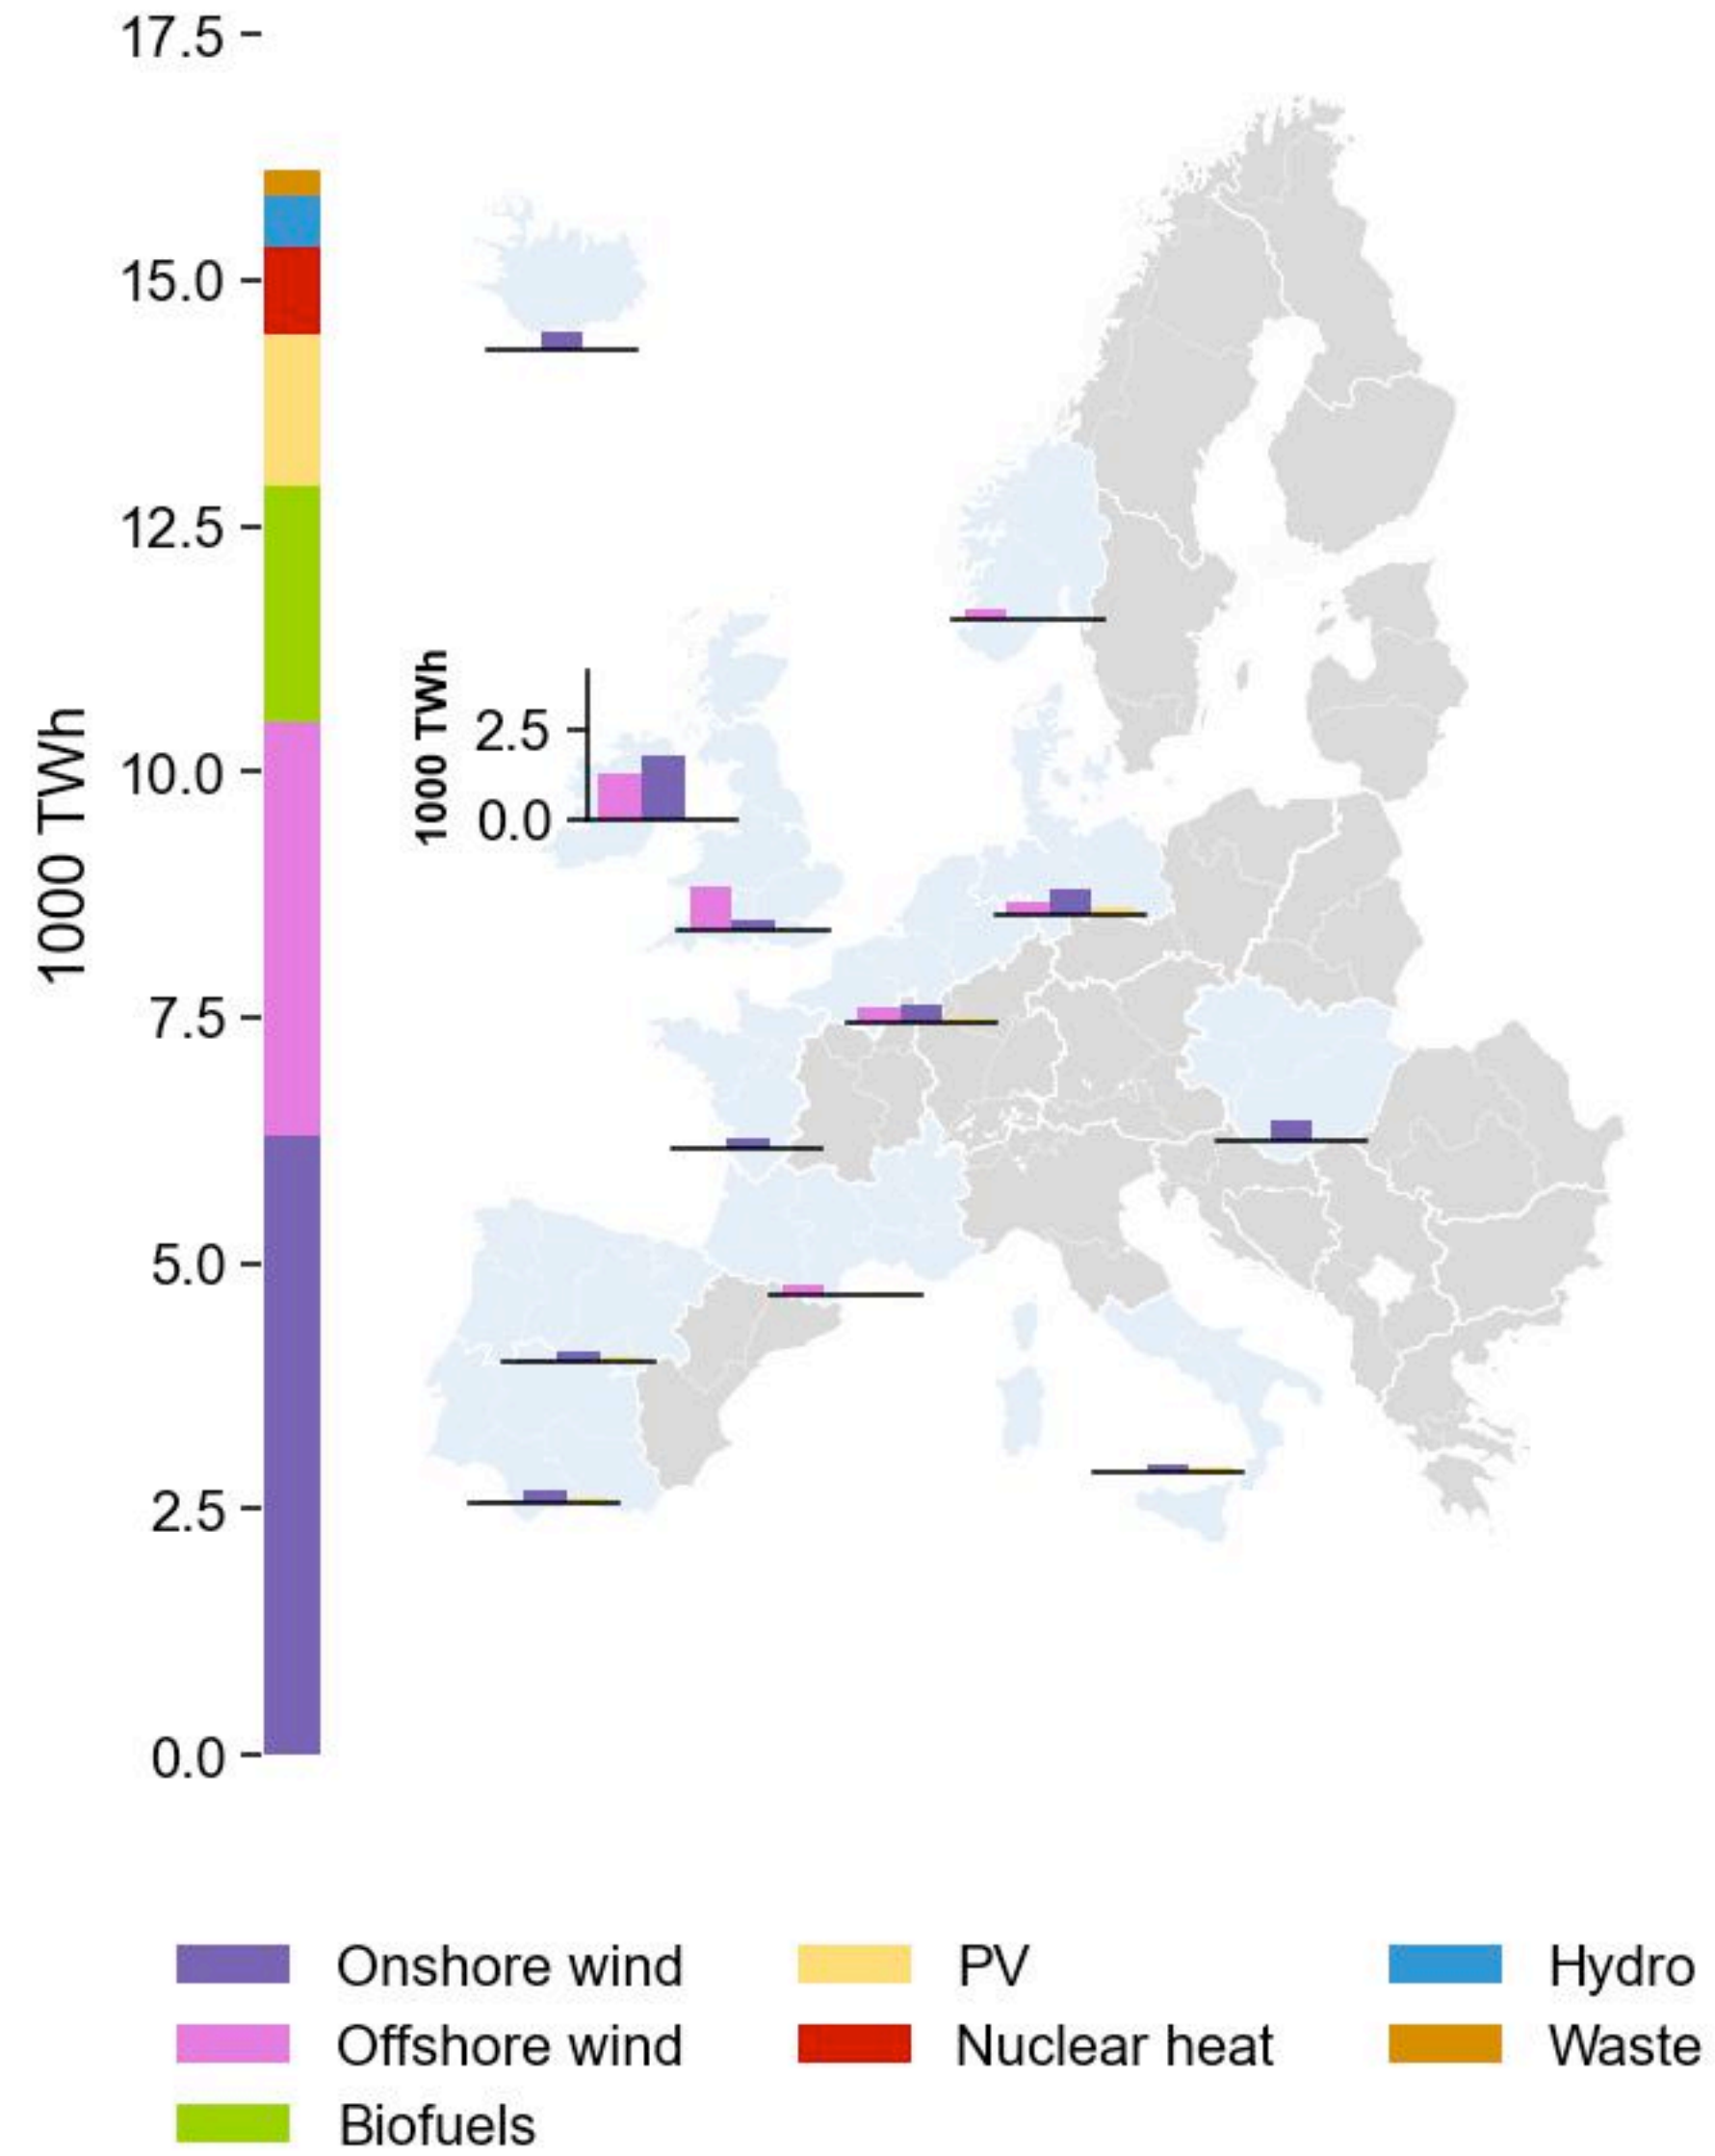 17.5
15.0
12.5
10.0
7.5
5.0
2.5
0.0
1000 TWh
1000 TWh
2.5
0.0
Onshore wind
PV
Hydro
Offshore wind
Nuclear heat
Waste
Biofuels